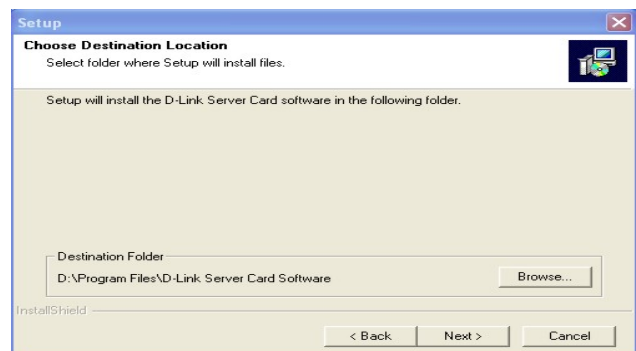 Setup
Choose Destination Location
Select folder where Setup will install files.
Setup will install the D-Link Server Card software in the following folder.
Destination Folder
D:\Program Files\D-Link Server Card Software
Browse...
InstallShield
< Back
Next >
Cancel